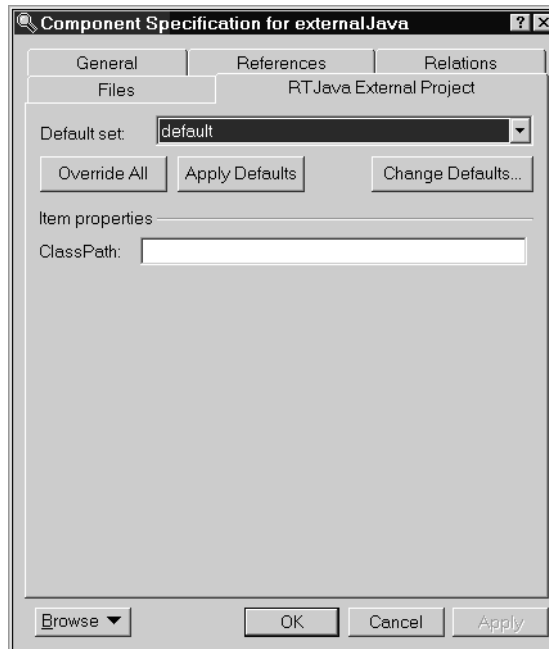 Component Specification for externalJava
General References Relations
Files RTJava External Project
Default set: default
Override All Apply Defaults Change Defaults...
Item properties
ClassPath:
Browse OK Cancel Apply